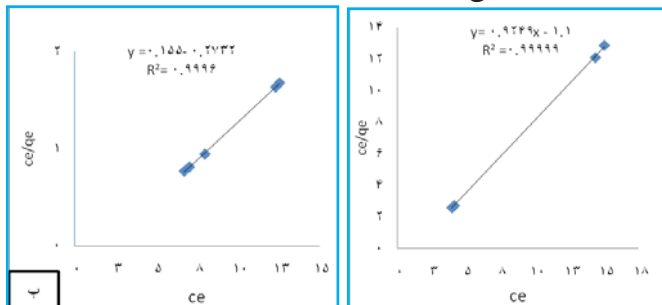 y =۰,۱۵۵- ۰,۲۷۳۲
R²= ۰,۹۹۹۶
۲
۱
۰
ce/qe
۰ ۳ ۵ ۸ ۱۰ ۱۳ ۱۵
ce
ب
y= ۰,۹۲۴۹x - ۱,۱
R²= ۰,۹۹۹۹۹
۱۴
۱۲
۱۰
۸
۶
۴
۲
۰
ce/qe
۰ ۳ ۵ ۸ ۱۰ ۱۳ ۱۵ ۱۸
ce